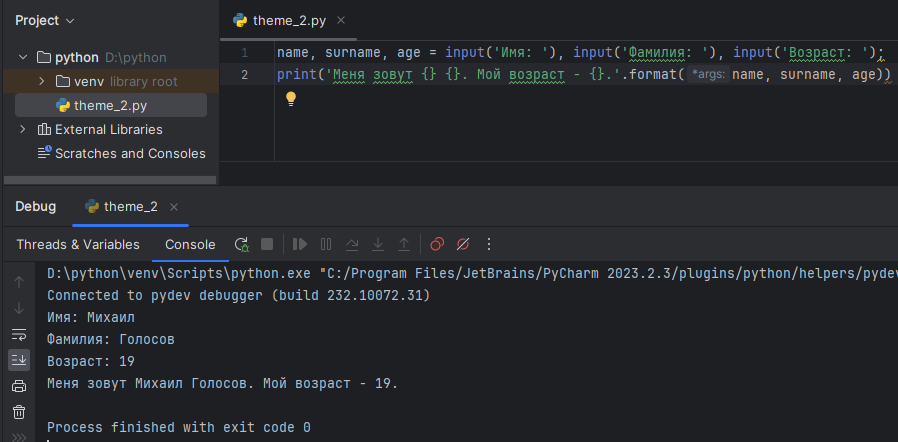 Project
theme_2.py
python D:\python
venv library root
theme_2.py
External Libraries
Scratches and Consoles
1 name, surname, age = input('Имя: '), input('Фамилия: '), input('Возраст: ');
2 print('Меня зовут {} {}. Мой возраст - {}.'.format( *args: name, surname, age))
Debug
theme_2
Threads & Variables
Console
D:\python\venv\Scripts\python.exe "C:/Program Files/JetBrains/PyCharm 2023.2.3/plugins/python/helpers/pydev
Connected to pydev debugger (build 232.10072.31)
Имя: Михаил
Фамилия: Голосов
Возраст: 19
Меня зовут Михаил Голосов. Мой возраст - 19.
Process finished with exit code 0